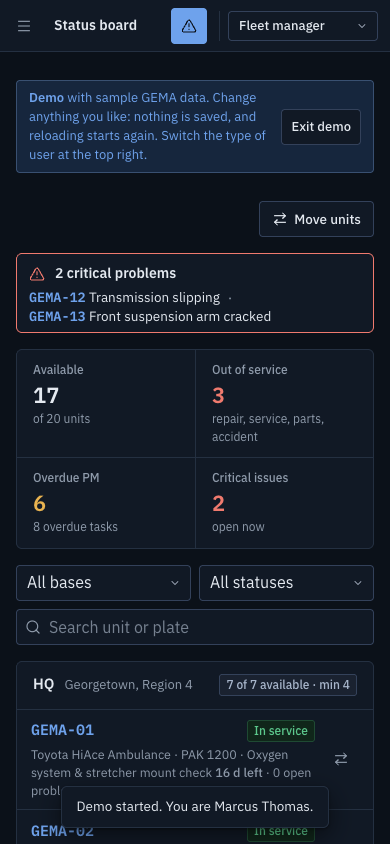 Status board
Fleet manager
Demo with sample GEMA data. Change
anything you like: nothing is saved, and
reloading starts again. Switch the type of
user at the top right.
Exit demo
Move units
2 critical problems
GEMA-12 Transmission slipping ·
GEMA-13 Front suspension arm cracked
Available
17
of 20 units
Out of service
3
repair, service, parts,
accident
Overdue PM
6
8 overdue tasks
Critical issues
2
open now
All bases
All statuses
Search unit or plate
HQ Georgetown, Region 4
7 of 7 available · min 4
GEMA-01
In service
Toyota HiAce Ambulance · PAK 1200 · Oxygen
system & stretcher mount check 16 d left · 0 open
probl
Demo started. You are Marcus Thomas.
GEMA-02
In service